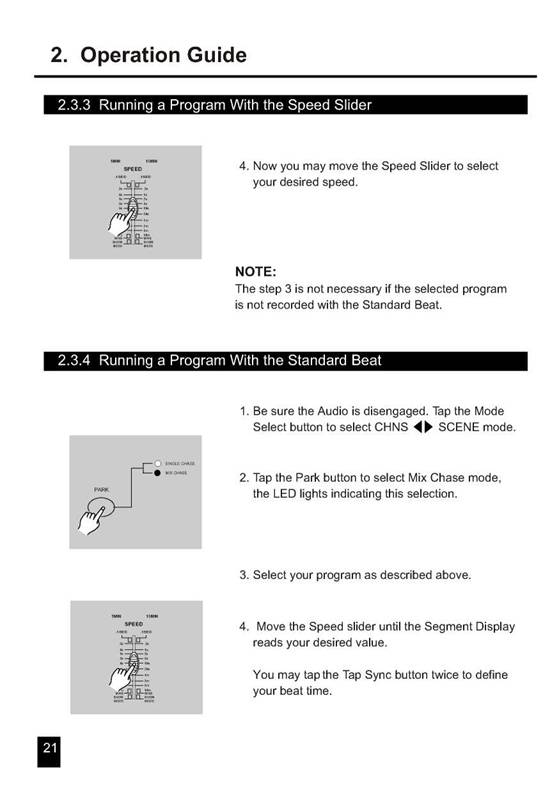 2. Operation Guide
2.3.3 Running a Program With the Speed Slider
5MIN 10MIN
SPEED
4. Now you may move the Speed Slider to select
your desired speed.
NOTE:
The step 3 is not necessary if the selected program
is not recorded with the Standard Beat.
2.3.4 Running a Program With the Standard Beat
1. Be sure the Audio is disengaged. Tap the Mode
Select button to select CHNS ◀▶ SCENE mode.
SINGLE CHASE
MIX CHASE
PARK
2. Tap the Park button to select Mix Chase mode,
the LED lights indicating this selection.
3. Select your program as described above.
5MIN 10MIN
SPEED
4. Move the Speed slider until the Segment Display
reads your desired value.
You may tap the Tap Sync button twice to define
your beat time.
21